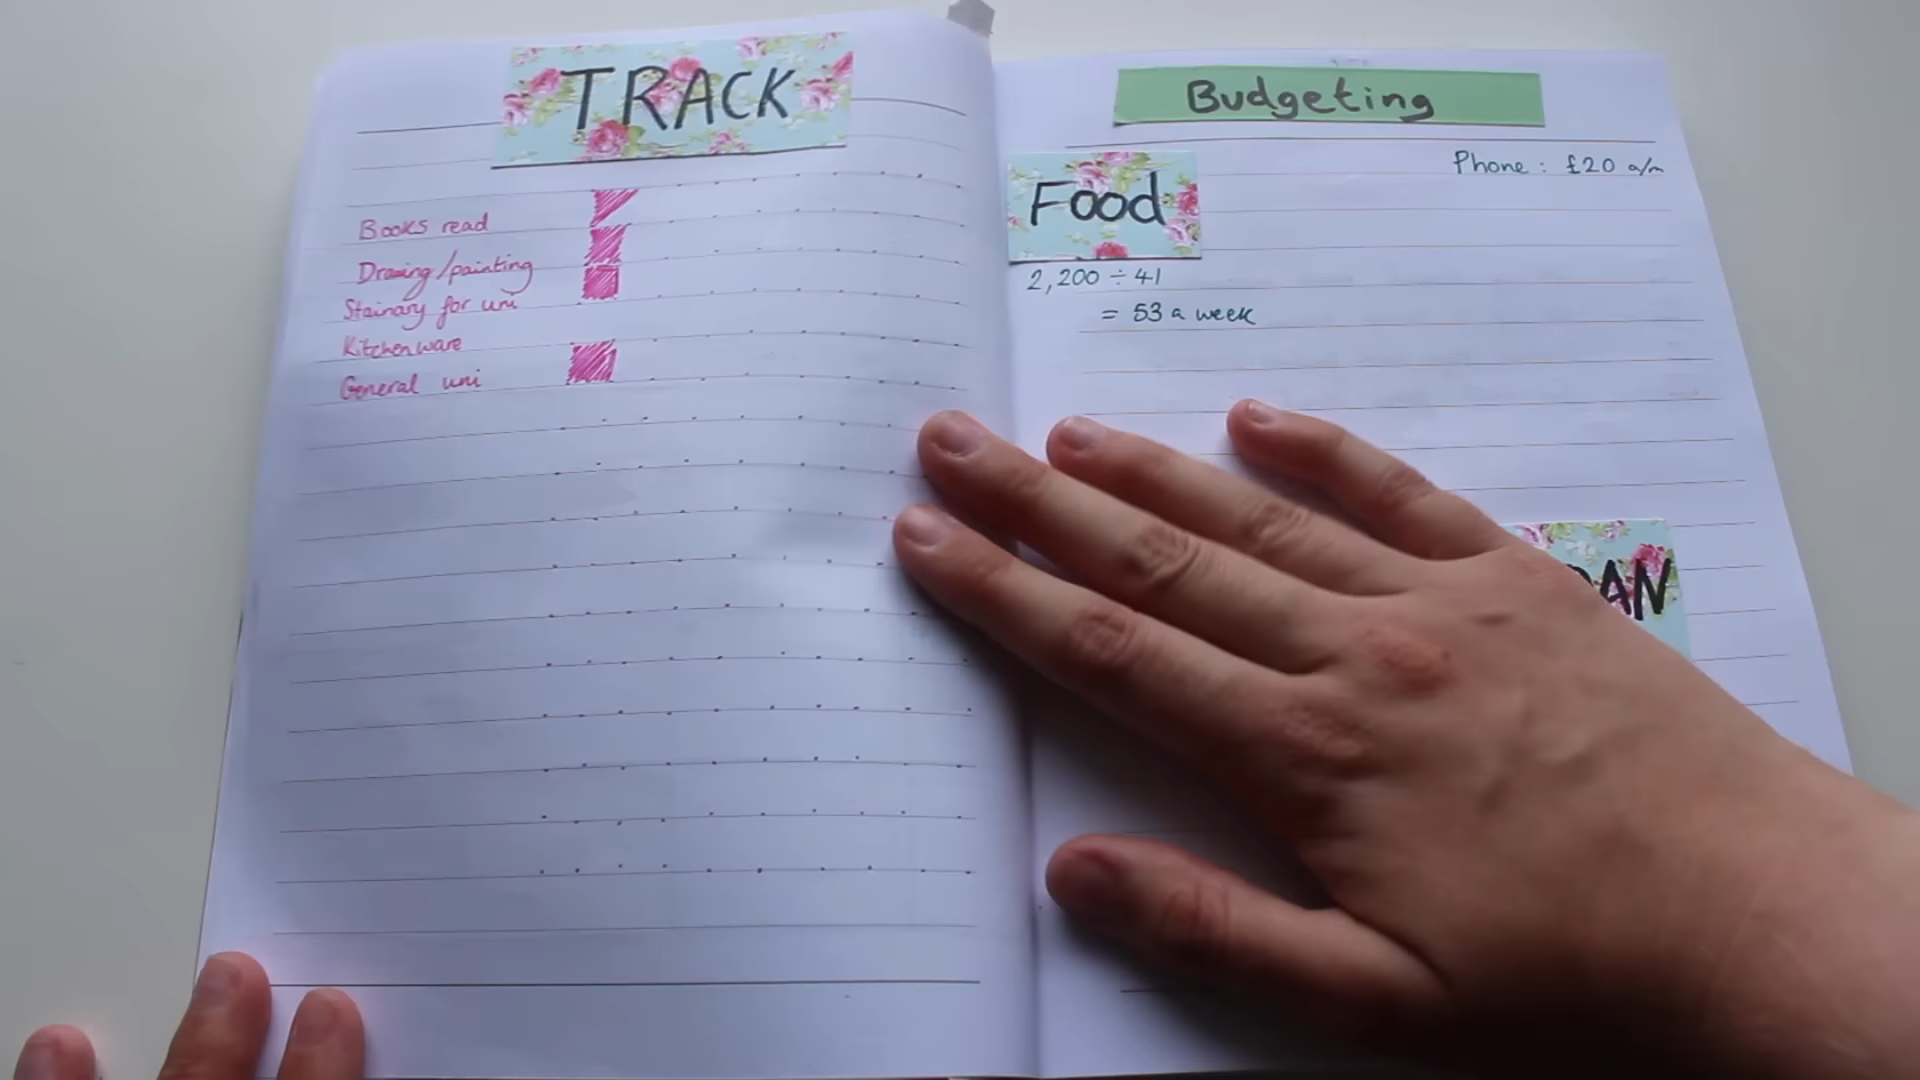 TRACK
Books read
Drawing/painting
Stainary for uni
Kitchenware
General uni
Budgeting
Phone : £20 a/m
Food
2,200 ÷ 41
= 53 a week